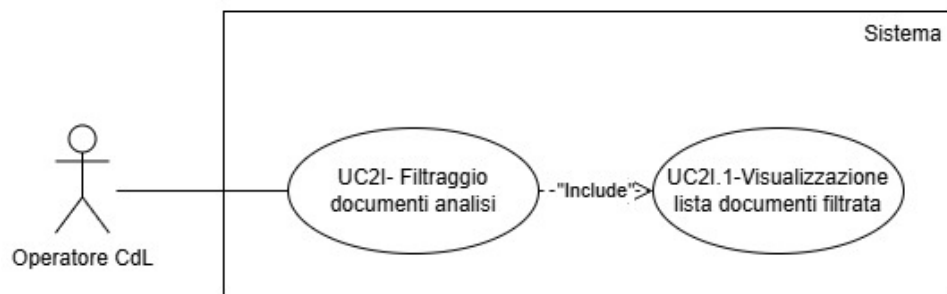 Sistema
UC2I- Filtraggio
documenti analisi
"Include"
UC2I.1-Visualizzazione
lista documenti filtrata
Operatore CdL